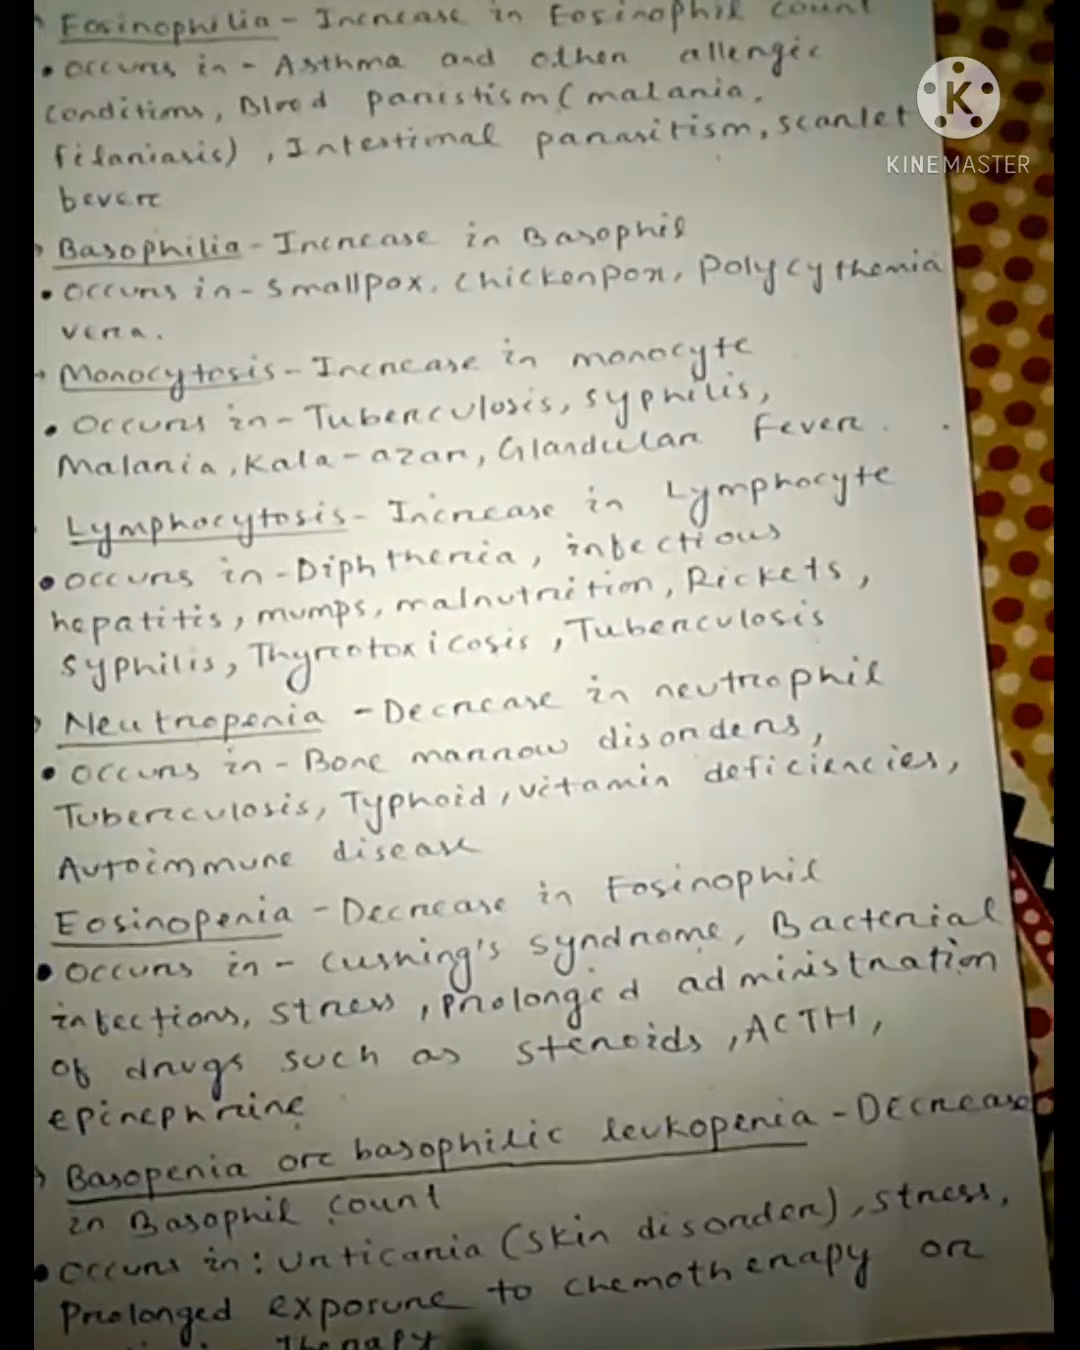 Eosinophilia - Increase in Eosinophil count
• occurs in - Asthma and other allergic
conditions, Blood paristism (malaria,
filariasis), Intestinal parasitism, scarlet
fever
Basophilia - Increase in Basophil
• occurs in - smallpox, chickenpox, polycythemia
vera.
Monocytosis - Increase in monocyte
• occurs in - Tuberculosis, syphilis,
Malaria, Kala-azar, Glandular Fever.
Lymphocytosis - Increase in Lymphocyte
• occurs in - Diphtheria, infectious
hepatitis, mumps, malnutrition, Rickets,
syphilis, Thyrotoxicosis, Tuberculosis
Neutropenia - Decrease in neutrophil
• occurs in - Bone marrow disorders,
Tuberculosis, Typhoid, vitamin deficiencies,
Autoimmune disease
Eosinopenia - Decrease in Eosinophil
• occurs in - cushing's syndrome, Bacterial
infections, stress, prolonged administration
of drugs such as steroids, ACTH,
epinephrine
Basopenia or basophilic leukopenia - Decrease
in Basophil count
• occurs in: urticaria (skin disorder), stress,
Prolonged exposure to chemotherapy or
therapy
K
KINEMASTER